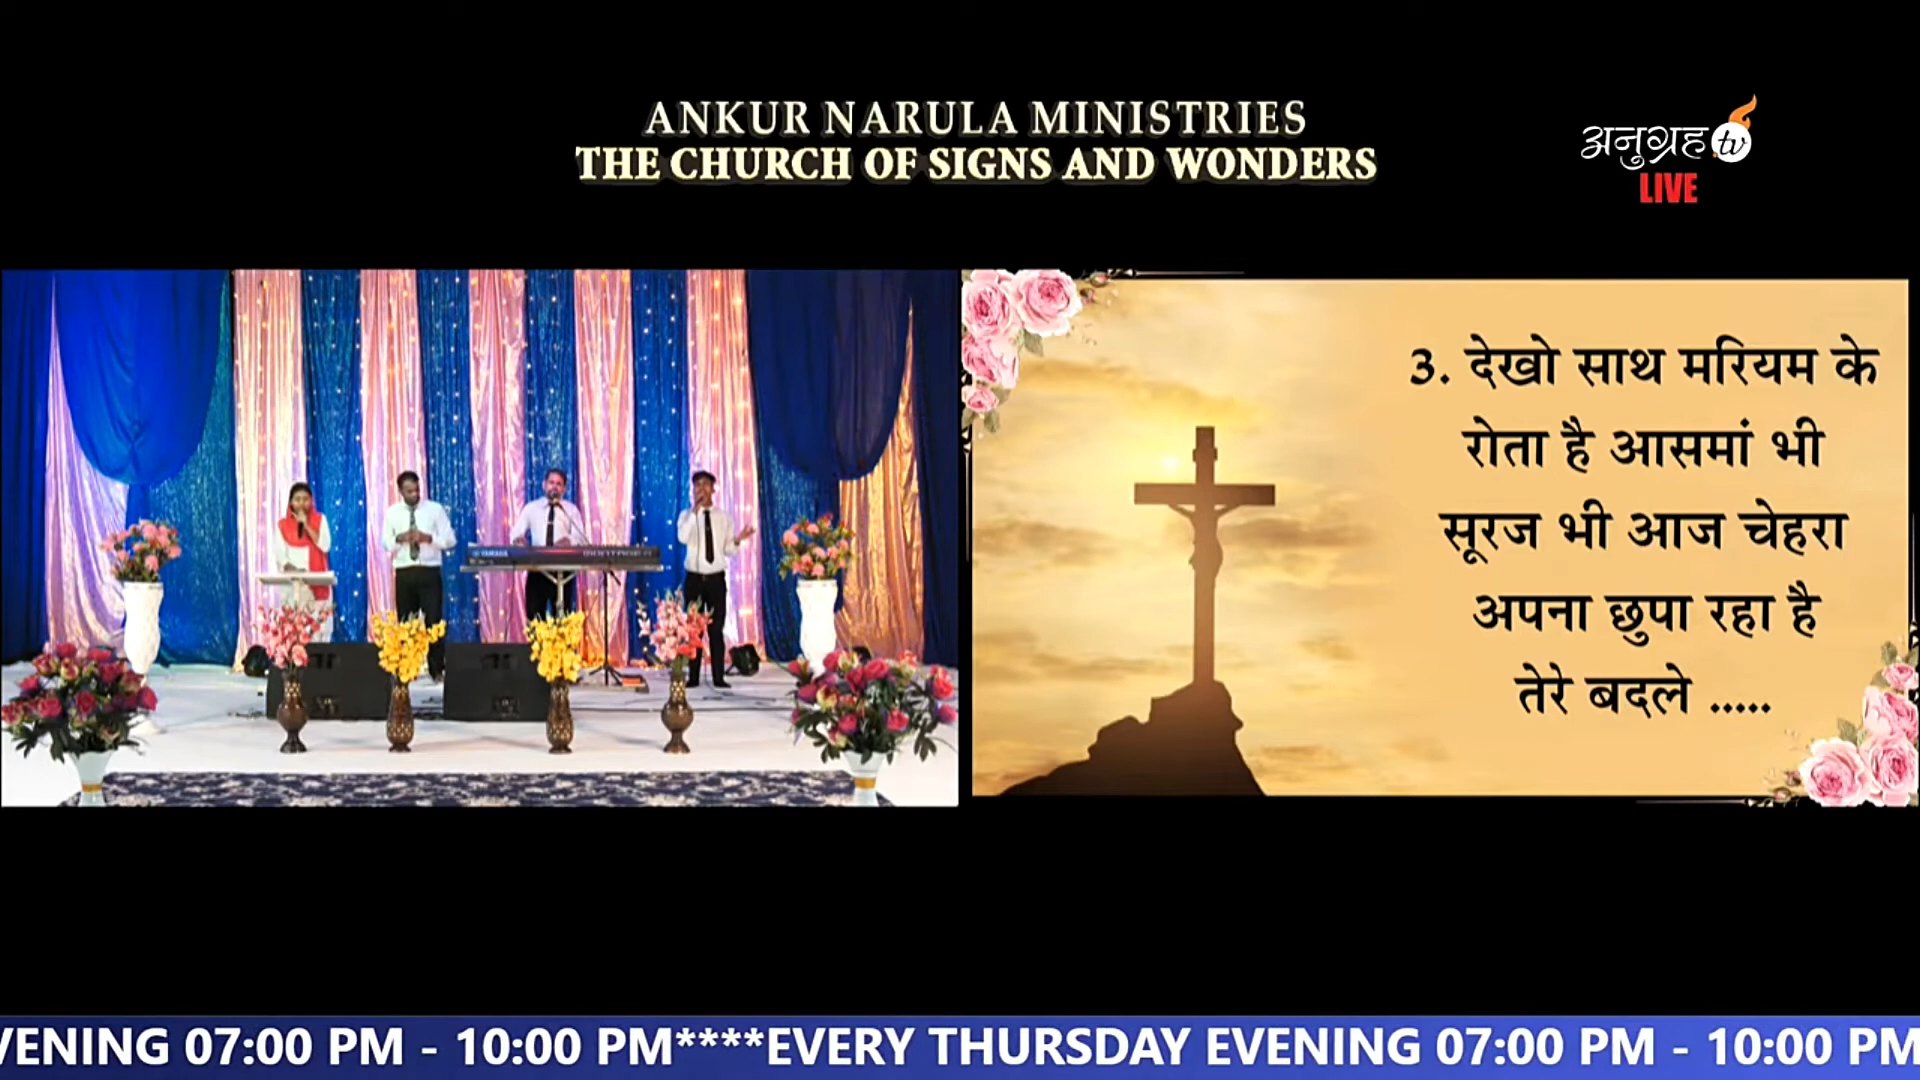 ANKUR NARULA MINISTRIES
THE CHURCH OF SIGNS AND WONDERS
अनुग्रह.tv
LIVE
YAMAHA
3. देखो साथ मरियम के
रोता है आसमां भी
सूरज भी आज चेहरा
अपना छुपा रहा है
तेरे बदले .....
VENING 07:00 PM - 10:00 PM****EVERY THURSDAY EVENING 07:00 PM - 10:00 PM